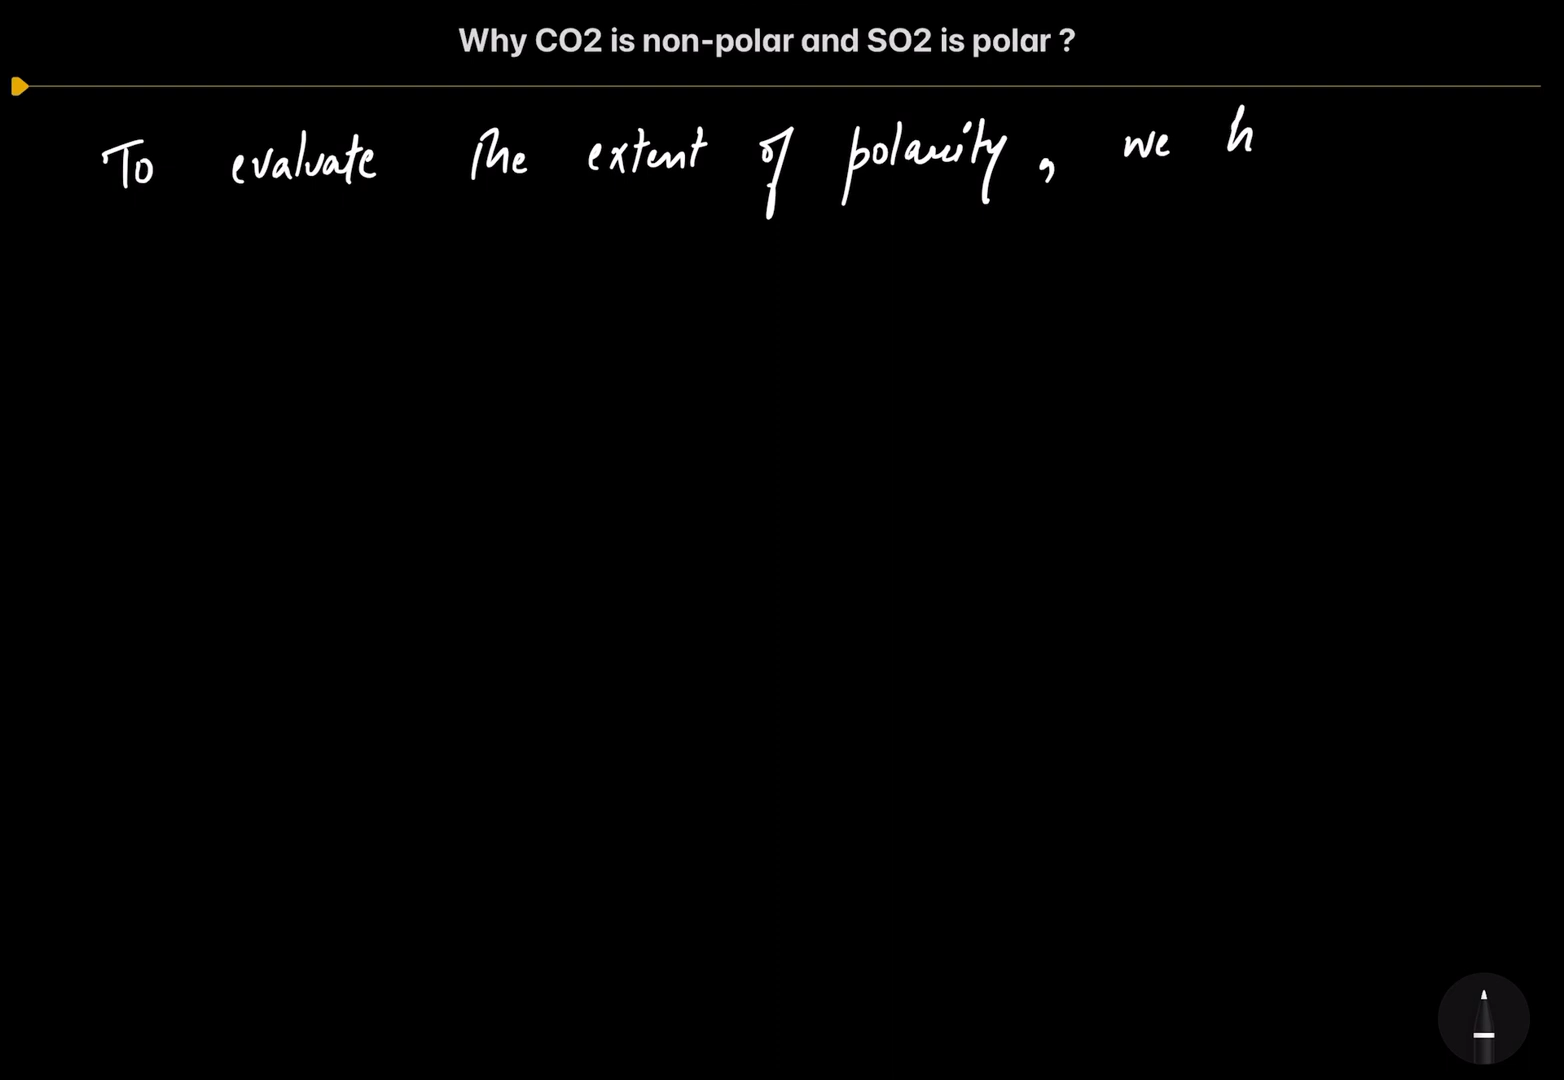 Why CO2 is non-polar and SO2 is polar ?
To evaluate the extent of polarity, we h